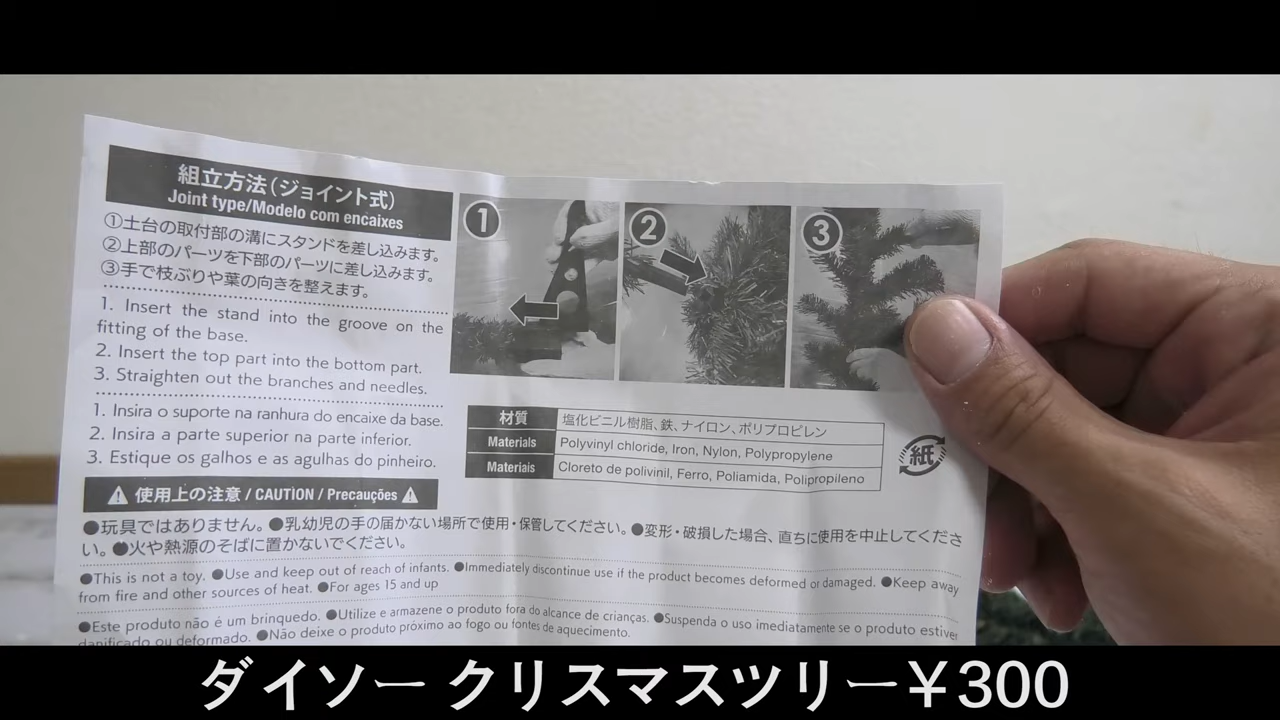 組立方法（ジョイント式）
Joint type/Modelo com encaixes
①土台の取付部の溝にスタンドを差し込みます。
②上部のパーツを下部のパーツに差し込みます。
③手で枝ぶりや葉の向きを整えます。
1. Insert the stand into the groove on the
fitting of the base.
2. Insert the top part into the bottom part.
3. Straighten out the branches and needles.
1. Insira o suporte na ranhura do encaixe da base.
2. Insira a parte superior na parte inferior.
3. Estique os galhos e as agulhas do pinheiro.
1 2 3
材質 塩化ビニル樹脂、鉄、ナイロン、ポリプロピレン
Materials Polyvinyl chloride, Iron, Nylon, Polypropylene
Materiais Cloreto de polivinil, Ferro, Poliamida, Polipropileno
紙
使用上の注意 / CAUTION / Precauções
●玩具ではありません。●乳幼児の手の届かない場所で使用・保管してください。●変形・破損した場合、直ちに使用を中止してくださ
い。●火や熱源のそばに置かないでください。
●This is not a toy. ●Use and keep out of reach of infants. ●Immediately discontinue use if the product becomes deformed or damaged. ●Keep away
from fire and other sources of heat. ●For ages 15 and up
●Este produto não é um brinquedo. ●Utilize e armazene o produto fora do alcance de crianças. ●Suspenda o uso imediatamente se o produto estiver
danificado ou deformado. ●Não deixe o produto próximo ao fogo ou fontes de aquecimento.
ダイソー クリスマスツリー￥300